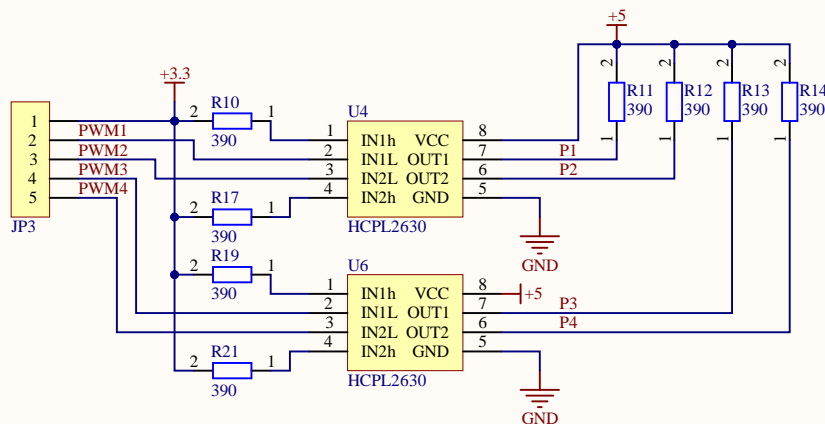 +5
+3.3
R10
2 1
390
U4
HCPL2630
1 IN1h VCC 8
2 IN1L OUT1 7
3 IN2L OUT2 6
4 IN2h GND 5
JP3
1
2 PWM1
3 PWM2
4 PWM3
5 PWM4
P1
P2
R17
2 1
390
GND
2 R11 390 1
2 R12 390 1
2 R13 390 1
2 R14 390 1
R19
2 1
390
U6
1 IN1h VCC 8 +5
2 IN1L OUT1 7 P3
3 IN2L OUT2 6 P4
4 IN2h GND 5
HCPL2630
R21
2 1
390
GND